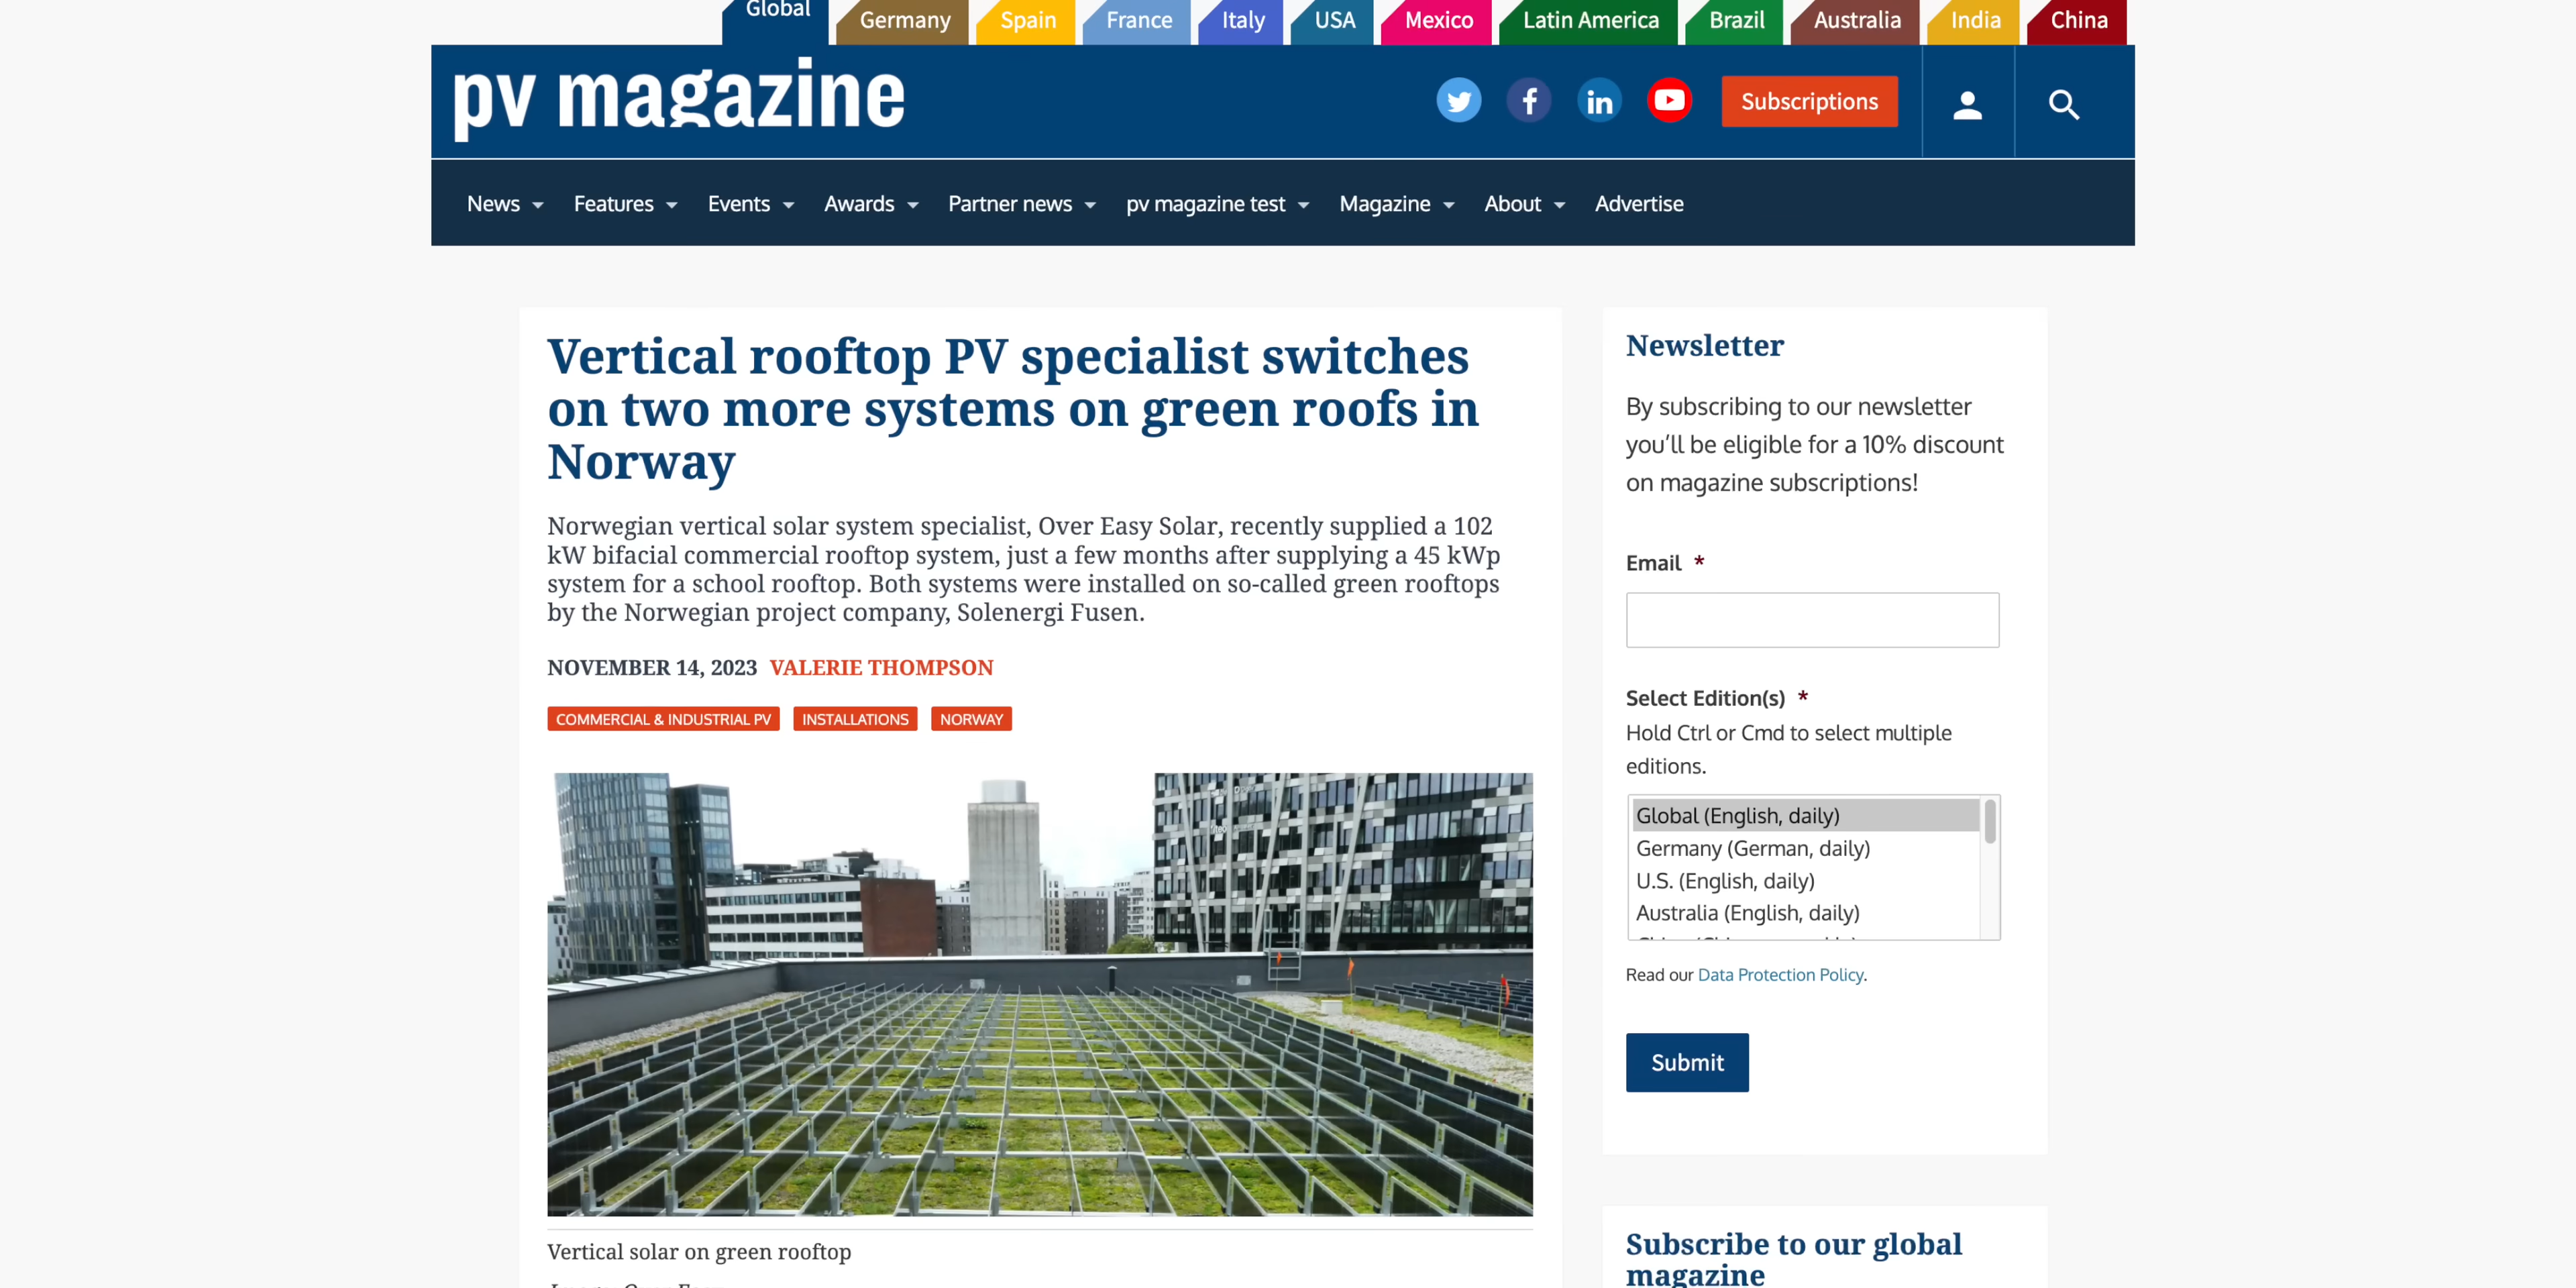 Global
Germany
Spain
France
Italy
USA
Mexico
Latin America
Brazil
Australia
India
China
pv magazine
Subscriptions
News
Features
Events
Awards
Partner news
pv magazine test
Magazine
About
Advertise
Vertical rooftop PV specialist switches
on two more systems on green roofs in
Norway
Norwegian vertical solar system specialist, Over Easy Solar, recently supplied a 102
kW bifacial commercial rooftop system, just a few months after supplying a 45 kWp
system for a school rooftop. Both systems were installed on so-called green rooftops
by the Norwegian project company, Solenergi Fusen.
NOVEMBER 14, 2023 VALERIE THOMPSON
COMMERCIAL & INDUSTRIAL PV
INSTALLATIONS
NORWAY
Vertical solar on green rooftop
Newsletter
By subscribing to our newsletter
you'll be eligible for a 10% discount
on magazine subscriptions!
Email *
Select Edition(s) *
Hold Ctrl or Cmd to select multiple
editions.
Global (English, daily)
Germany (German, daily)
U.S. (English, daily)
Australia (English, daily)
Read our Data Protection Policy.
Submit
Subscribe to our global
magazine